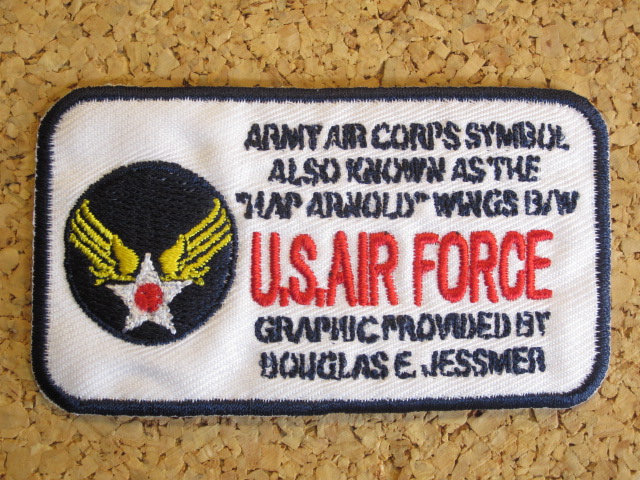 ARMY AIR CORPS SYMBOL
ALSO KNOWN AS THE
"HAP ARNOLD" WINGS B/W
U.S.AIR FORCE
GRAPHIC PROVIDED BY
DOUGLAS E. JESSMER